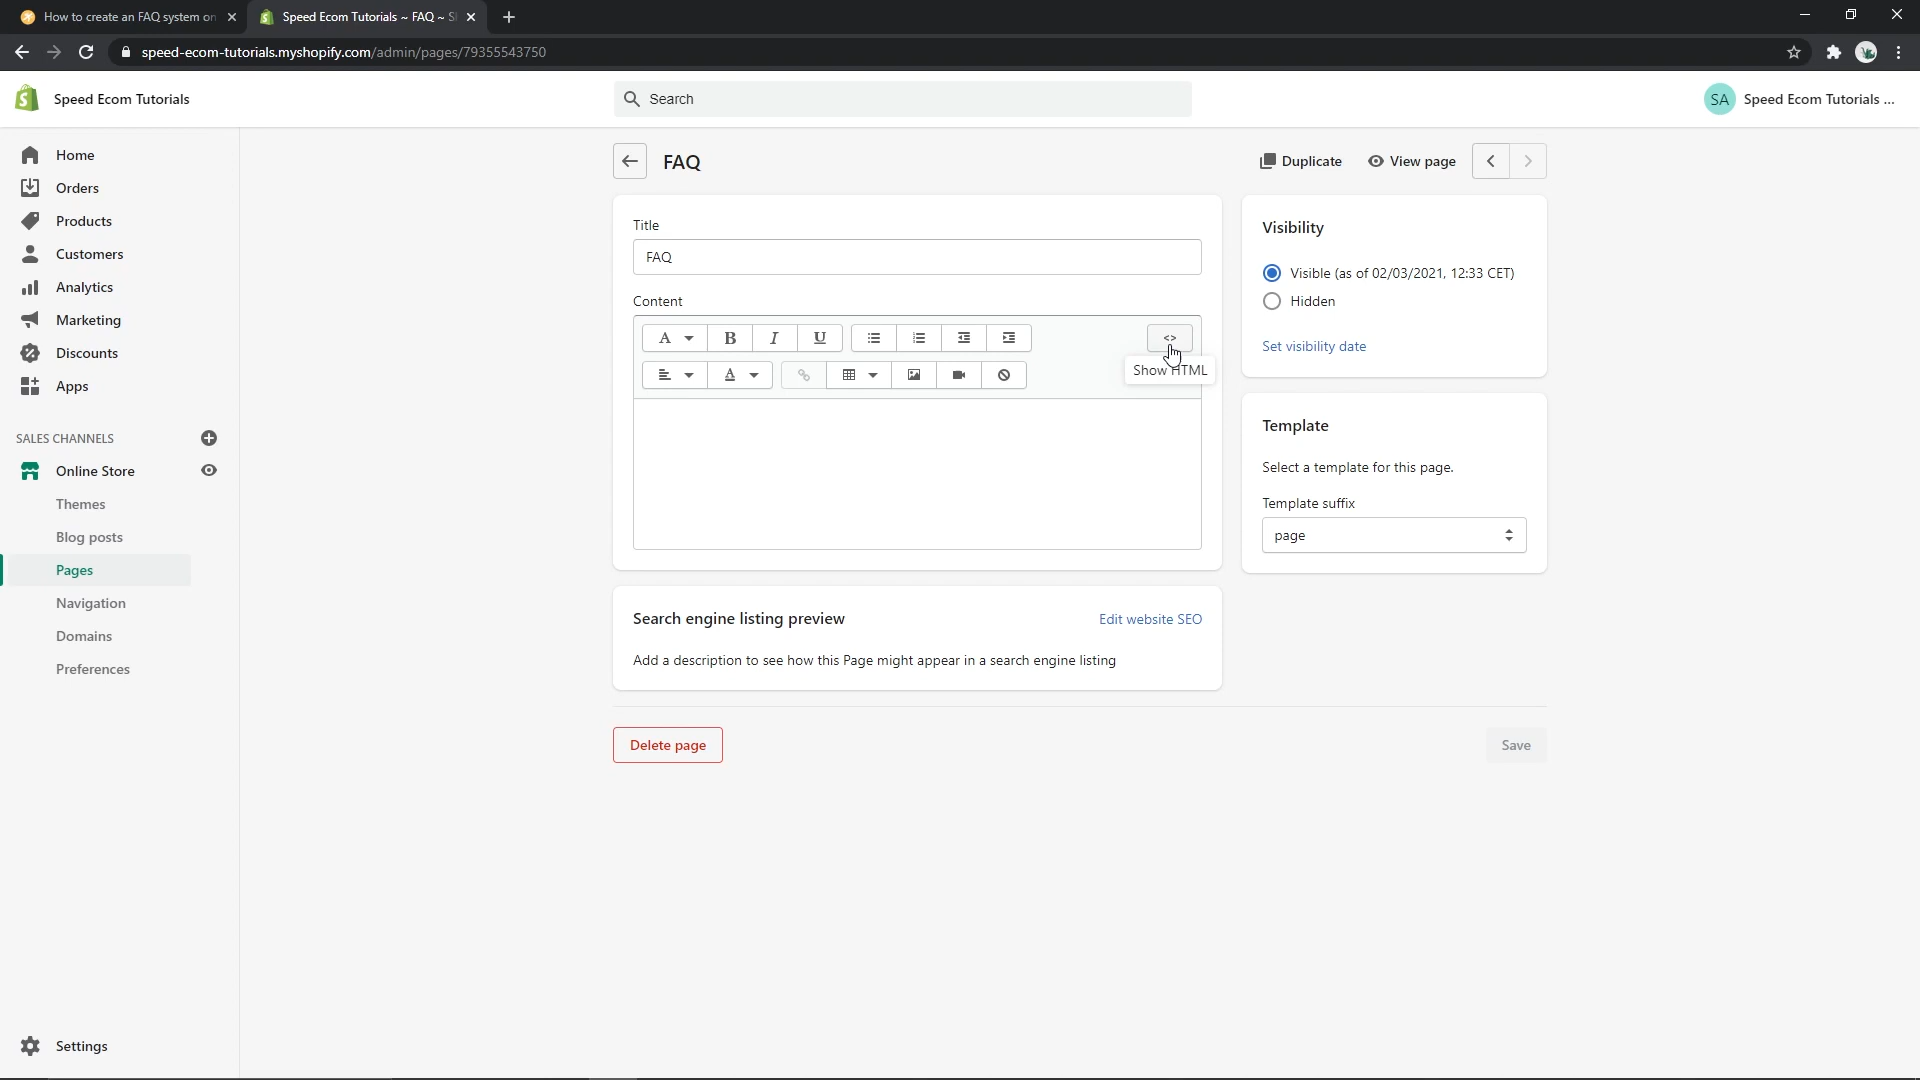 How to create an FAQ system on
Speed Ecom Tutorials ~ FAQ ~ S
speed-ecom-tutorials.myshopify.com/admin/pages/79355543750
Speed Ecom Tutorials
Search
SA
Speed Ecom Tutorials ...
Home
Orders
Products
Customers
Analytics
Marketing
Discounts
Apps
SALES CHANNELS
Online Store
Themes
Blog posts
Pages
Navigation
Domains
Preferences
Settings
FAQ
Duplicate
View page
Title
FAQ
Content
A B I U <>
A
Show HTML
Search engine listing preview
Edit website SEO
Add a description to see how this Page might appear in a search engine listing
Delete page
Save
Visibility
Visible (as of 02/03/2021, 12:33 CET)
Hidden
Set visibility date
Template
Select a template for this page.
Template suffix
page